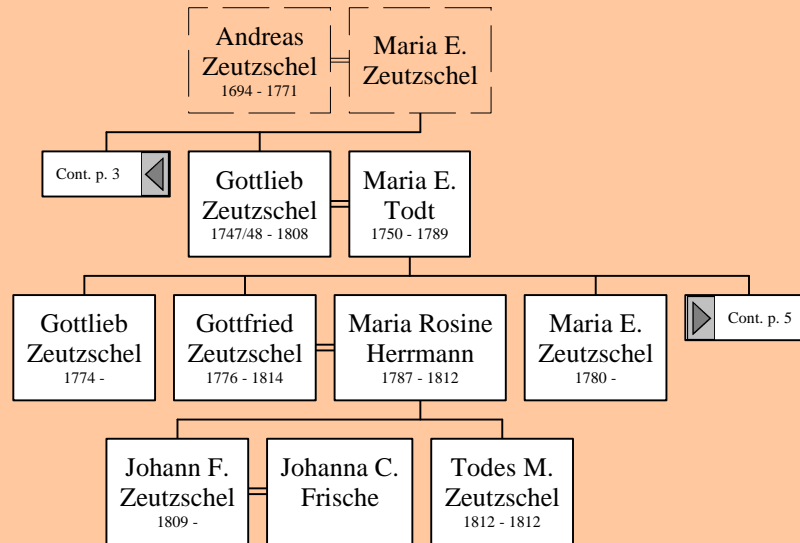 Andreas
Zeutzschel
1694 - 1771
Maria E.
Zeutzschel
Cont. p. 3
Gottlieb
Zeutzschel
1747/48 - 1808
Maria E.
Todt
1750 - 1789
Gottlieb
Zeutzschel
1774 -
Gottfried
Zeutzschel
1776 - 1814
Maria Rosine
Herrmann
1787 - 1812
Maria E.
Zeutzschel
1780 -
Cont. p. 5
Johann F.
Zeutzschel
1809 -
Johanna C.
Frische
Todes M.
Zeutzschel
1812 - 1812